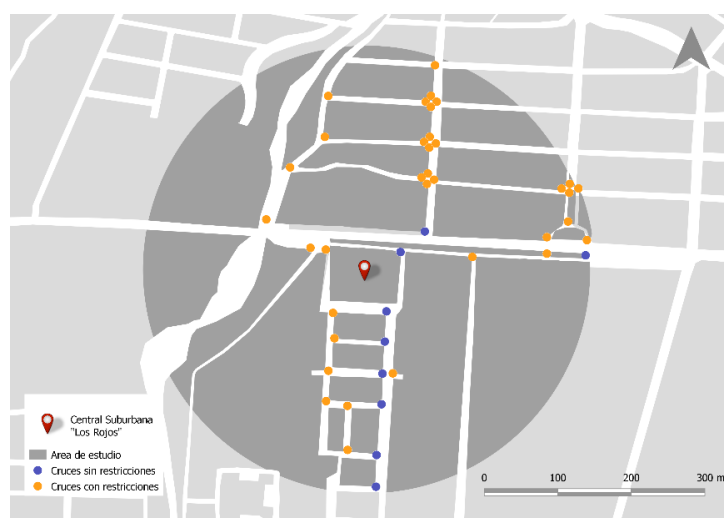 Central Suburbana
"Los Rojos"
Area de estudio
Cruces sin restricciones
Cruces con restricciones
0 100 200 300 m